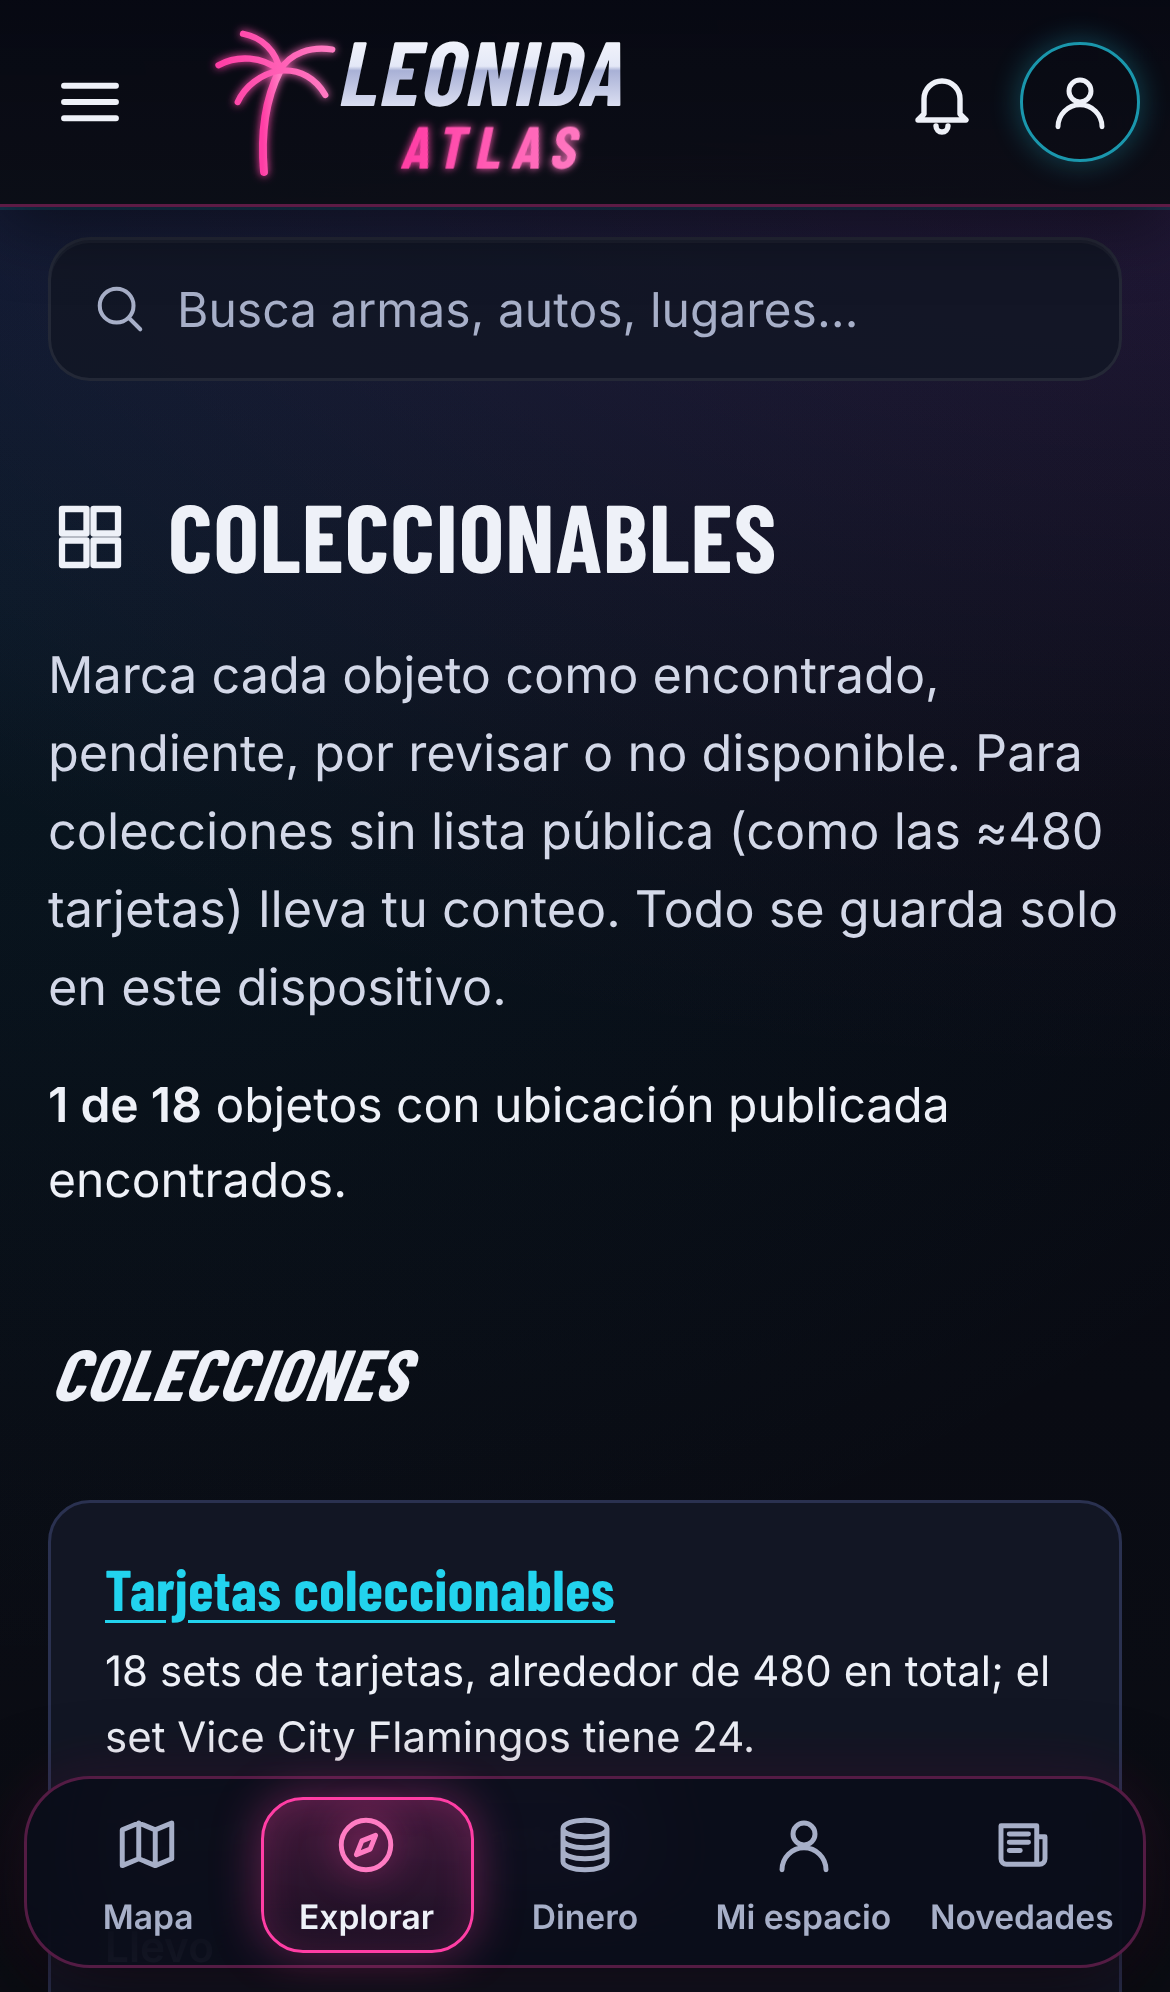 LEONIDA
ATLAS
Busca armas, autos, lugares...
COLECCIONABLES
Marca cada objeto como encontrado,
pendiente, por revisar o no disponible. Para
colecciones sin lista pública (como las ≈480
tarjetas) lleva tu conteo. Todo se guarda solo
en este dispositivo.
1 de 18 objetos con ubicación publicada
encontrados.
COLECCIONES
Tarjetas coleccionables
18 sets de tarjetas, alrededor de 480 en total; el
set Vice City Flamingos tiene 24.
Mapa Explorar Dinero Mi espacio Novedades
Llevo